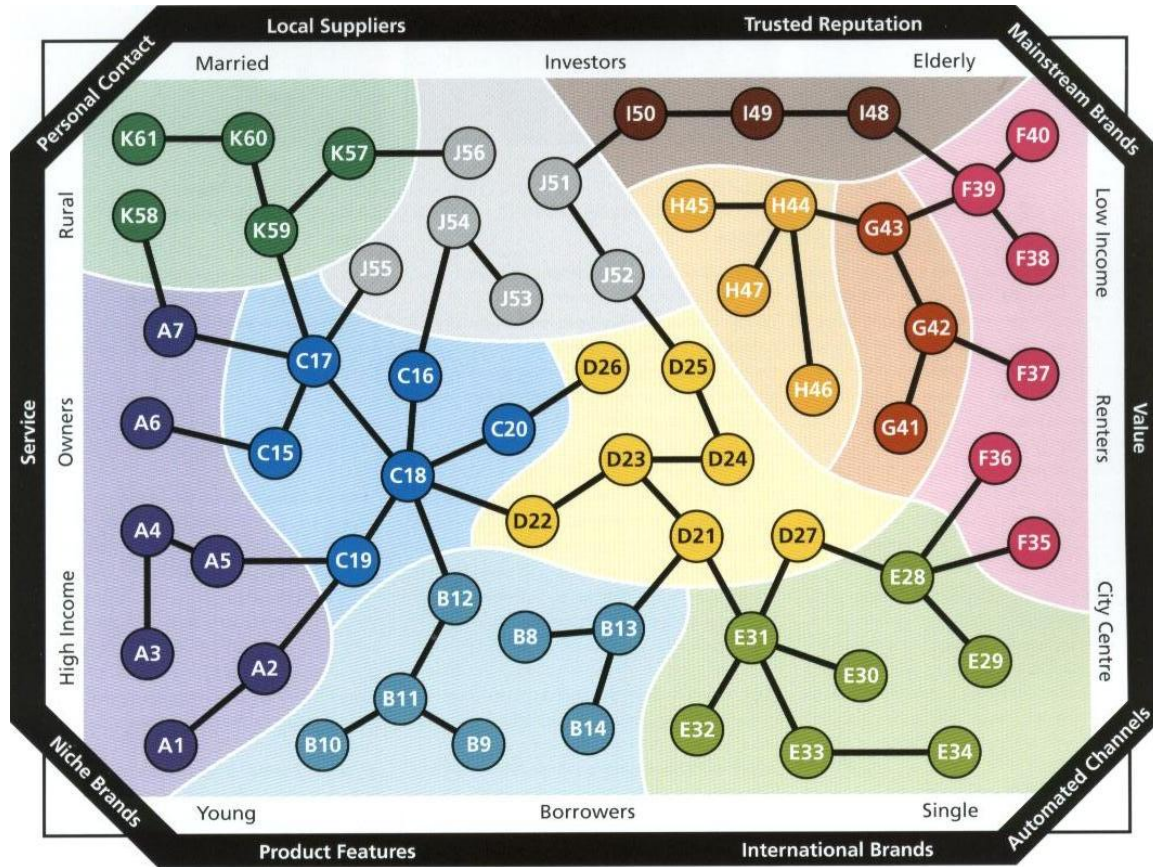 Local Suppliers
Trusted Reputation
Personal Contact
Mainstream Brands
Married
Investors
Elderly
I50
I49
I48
K61
K60
K57
J56
F40
J51
F39
K58
K59
J54
H45
H44
G43
F38
Rural
Low Income
J55
J53
J52
H47
A7
C17
G42
C16
D26
D25
H46
F37
Service
Owners
Renters
Value
A6
C15
C20
G41
C18
D23
D24
F36
A4
A5
D22
D21
D27
F35
C19
E28
High Income
City Centre
B12
A3
A2
B8
B13
E31
E30
E29
B11
A1
B10
B9
B14
E32
E33
E34
Niche Brands
Automated Channels
Young
Borrowers
Single
Product Features
International Brands